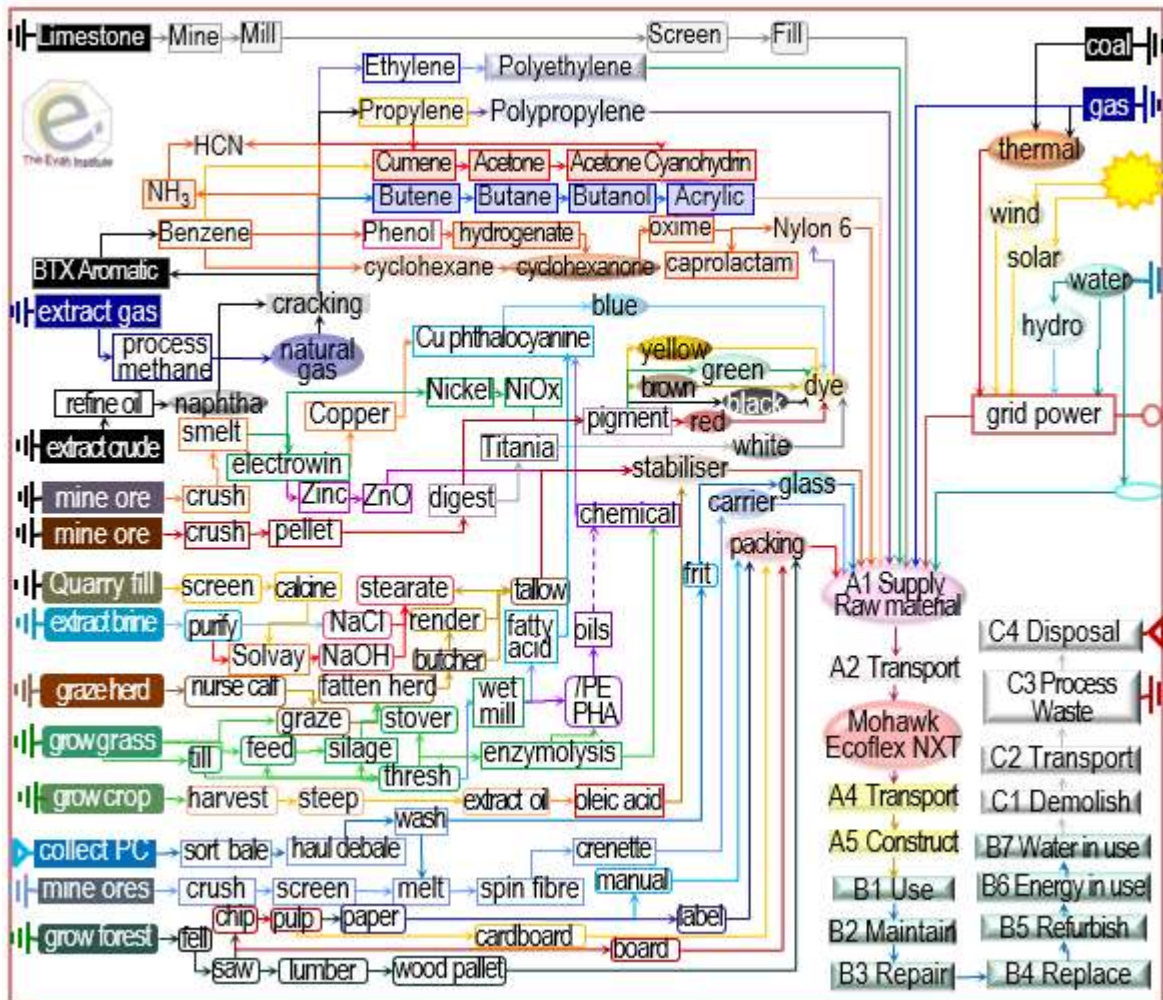 Limestone
Mine
Mill
Screen
Fill
coal
Ethylene
Polyethylene
gas
Propylene
Polypropylene
The Evah Institute
HCN
thermal
Cumene
Acetone
Acetone Cyanohydrin
NH3
Butene
Butane
Butanol
Acrylic
wind
Benzene
Phenol
hydrogenate
oxime
Nylon 6
solar
BTX Aromatic
cyclohexane
cyclohexanone
caprolactam
water
extract gas
cracking
blue
hydro
process
methane
natural
gas
Cu phthalocyanine
yellow
green
dye
refine oil
naphtha
Nickel
NiOx
brown
black
grid power
Copper
pigment
red
extract crude
smelt
electrowin
Titania
white
stabiliser
mine ore
crush
Zinc
ZnO
digest
glass
carrier
chemical
mine ore
crush
pellet
packing
Quarry fill
screen
calcine
stearate
tallow
frit
A1 Supply
Raw material
extract brine
purify
NaCl
render
fatty
acid
oils
C4 Disposal
Solvay
NaOH
butcher
A2 Transport
graze herd
nurse calf
fatten herd
wet
mill
/PE
PHA
C3 Process
Waste
graze
stover
Mohawk
Ecoflex NXT
grow grass
till
feed
silage
enzymolysis
C2 Transport
thresh
grow crop
harvest
steep
extract oil
oleic acid
A4 Transport
C1 Demolish
wash
collect PC
sort bale
haul debale
crenette
A5 Construct
B7 Water in use
mine ores
crush
screen
melt
spin fibre
manual
B1 Use
B6 Energy in use
chip
pulp
paper
label
grow forest
fell
cardboard
board
B2 Maintain
B5 Refurbish
saw
lumber
wood pallet
B3 Repair
B4 Replace